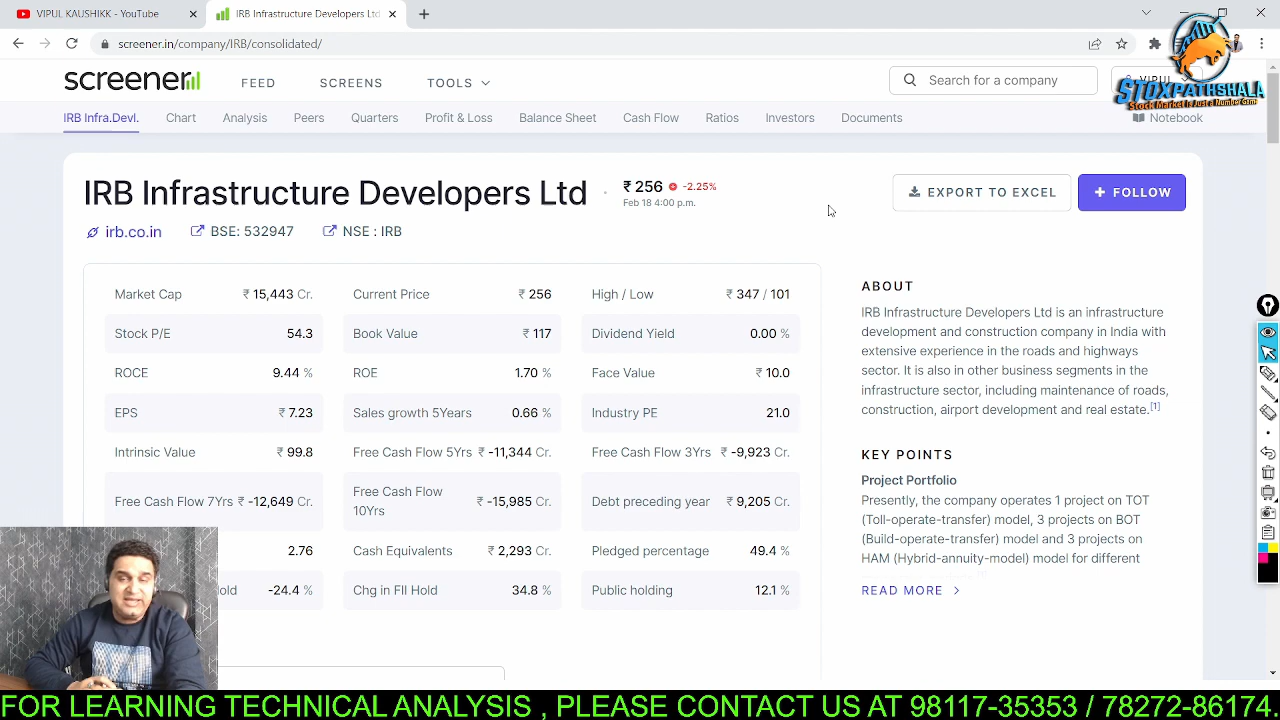 VIPUL KAUSHIKK - YouTube
IRB Infrastructure Developers Ltd
screener.in/company/IRB/consolidated/
screener
FEED
SCREENS
TOOLS
Search for a company
VIPUL
STOXPATHSHALA
Stock Market is Just a Number Game
IRB Infra.Devl.
Chart
Analysis
Peers
Quarters
Profit &
Balance Sheet
Cash Flow
Ratios
Investors
Documents
Notebook
IRB Infrastructure Developers Ltd
₹ 256 -2.25%
Feb 18 4:00 p.m.
EXPORT TO EXCEL
+ FOLLOW
irb.co.in
BSE: 532947
NSE : IRB
Market Cap ₹ 15,443 Cr.
Current Price ₹ 256
High / Low ₹ 347 / 101
Stock P/E 54.3
Book Value ₹ 117
Dividend Yield 0.00 %
ROCE 9.44 %
ROE 1.70 %
Face Value ₹ 10.0
EPS ₹ 7.23
Sales growth 5Years 0.66 %
Industry PE 21.0
Intrinsic Value ₹ 99.8
Free Cash Flow 5Yrs ₹ -11,344 Cr.
Free Cash Flow 3Yrs ₹ -9,923 Cr.
Free Cash Flow 7Yrs ₹ -12,649 Cr.
Free Cash Flow
10Yrs
₹ -15,985 Cr.
Debt preceding year ₹ 9,205 Cr.
2.76
Cash Equivalents ₹ 2,293 Cr.
Pledged percentage 49.4 %
old -24.4 %
Chg in FII Hold 34.8 %
Public holding 12.1 %
ABOUT
IRB Infrastructure Developers Ltd is an infrastructure
development and construction company in India with
extensive experience in the roads and highways
sector. It is also in other business segments in the
infrastructure sector, including maintenance of roads,
construction, airport development and real estate.[1]
KEY POINTS
Project Portfolio
Presently, the company operates 1 project on TOT
(Toll-operate-transfer) model, 3 projects on BOT
(Build-operate-transfer) model and 3 projects on
HAM (Hybrid-annuity-model) model for different
READ MORE
FOR LEARNING TECHNICAL ANALYSIS , PLEASE CONTACT US AT 98117-35353 / 78272-86174.